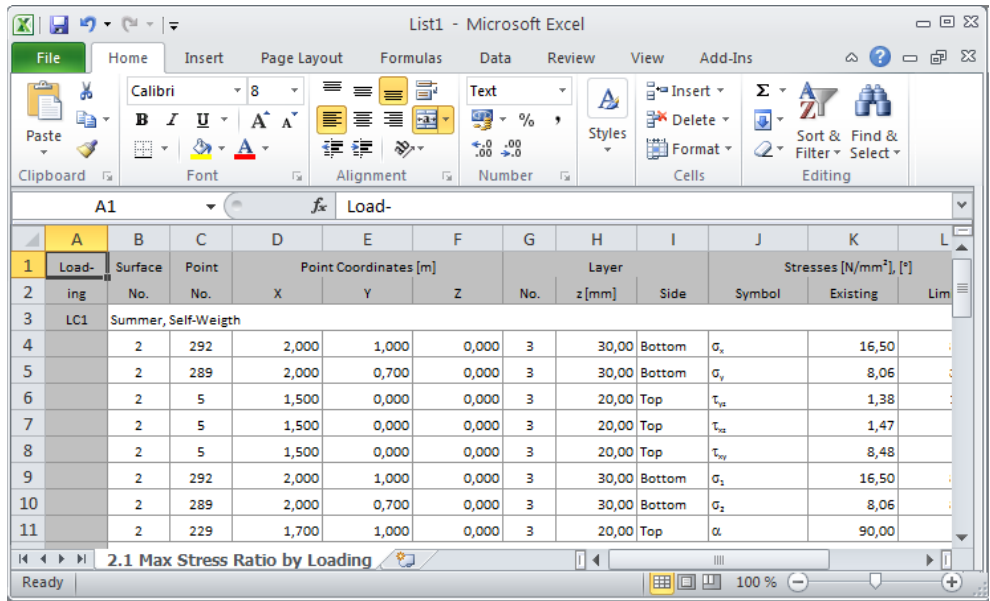 List1 - Microsoft Excel
File Home Insert Page Layout Formulas Data Review View Add-Ins
Calibri 8 Text Insert Σ
Paste B I U A A % , Styles Delete Sort & Find &
A Format Filter Select
Clipboard Font Alignment Number Cells Editing
A1 fx Load-
A B C D E F G H I J K L
1 Load- Surface Point Point Coordinates [m] Layer Stresses [N/mm²], [°]
2 ing No. No. X Y Z No. z [mm] Side Symbol Existing Lim
3 LC1 Summer, Self-Weigth
4 2 292 2,000 1,000 0,000 3 30,00 Bottom σx 16,50
5 2 289 2,000 0,700 0,000 3 30,00 Bottom σy 8,06
6 2 5 1,500 0,000 0,000 3 20,00 Top τyz 1,38
7 2 5 1,500 0,000 0,000 3 20,00 Top τxz 1,47
8 2 5 1,500 0,000 0,000 3 20,00 Top τxy 8,48
9 2 292 2,000 1,000 0,000 3 30,00 Bottom σ1 16,50
10 2 289 2,000 0,700 0,000 3 30,00 Bottom σ2 8,06
11 2 229 1,700 1,000 0,000 3 20,00 Top α 90,00
2.1 Max Stress Ratio by Loading
Ready 100 %